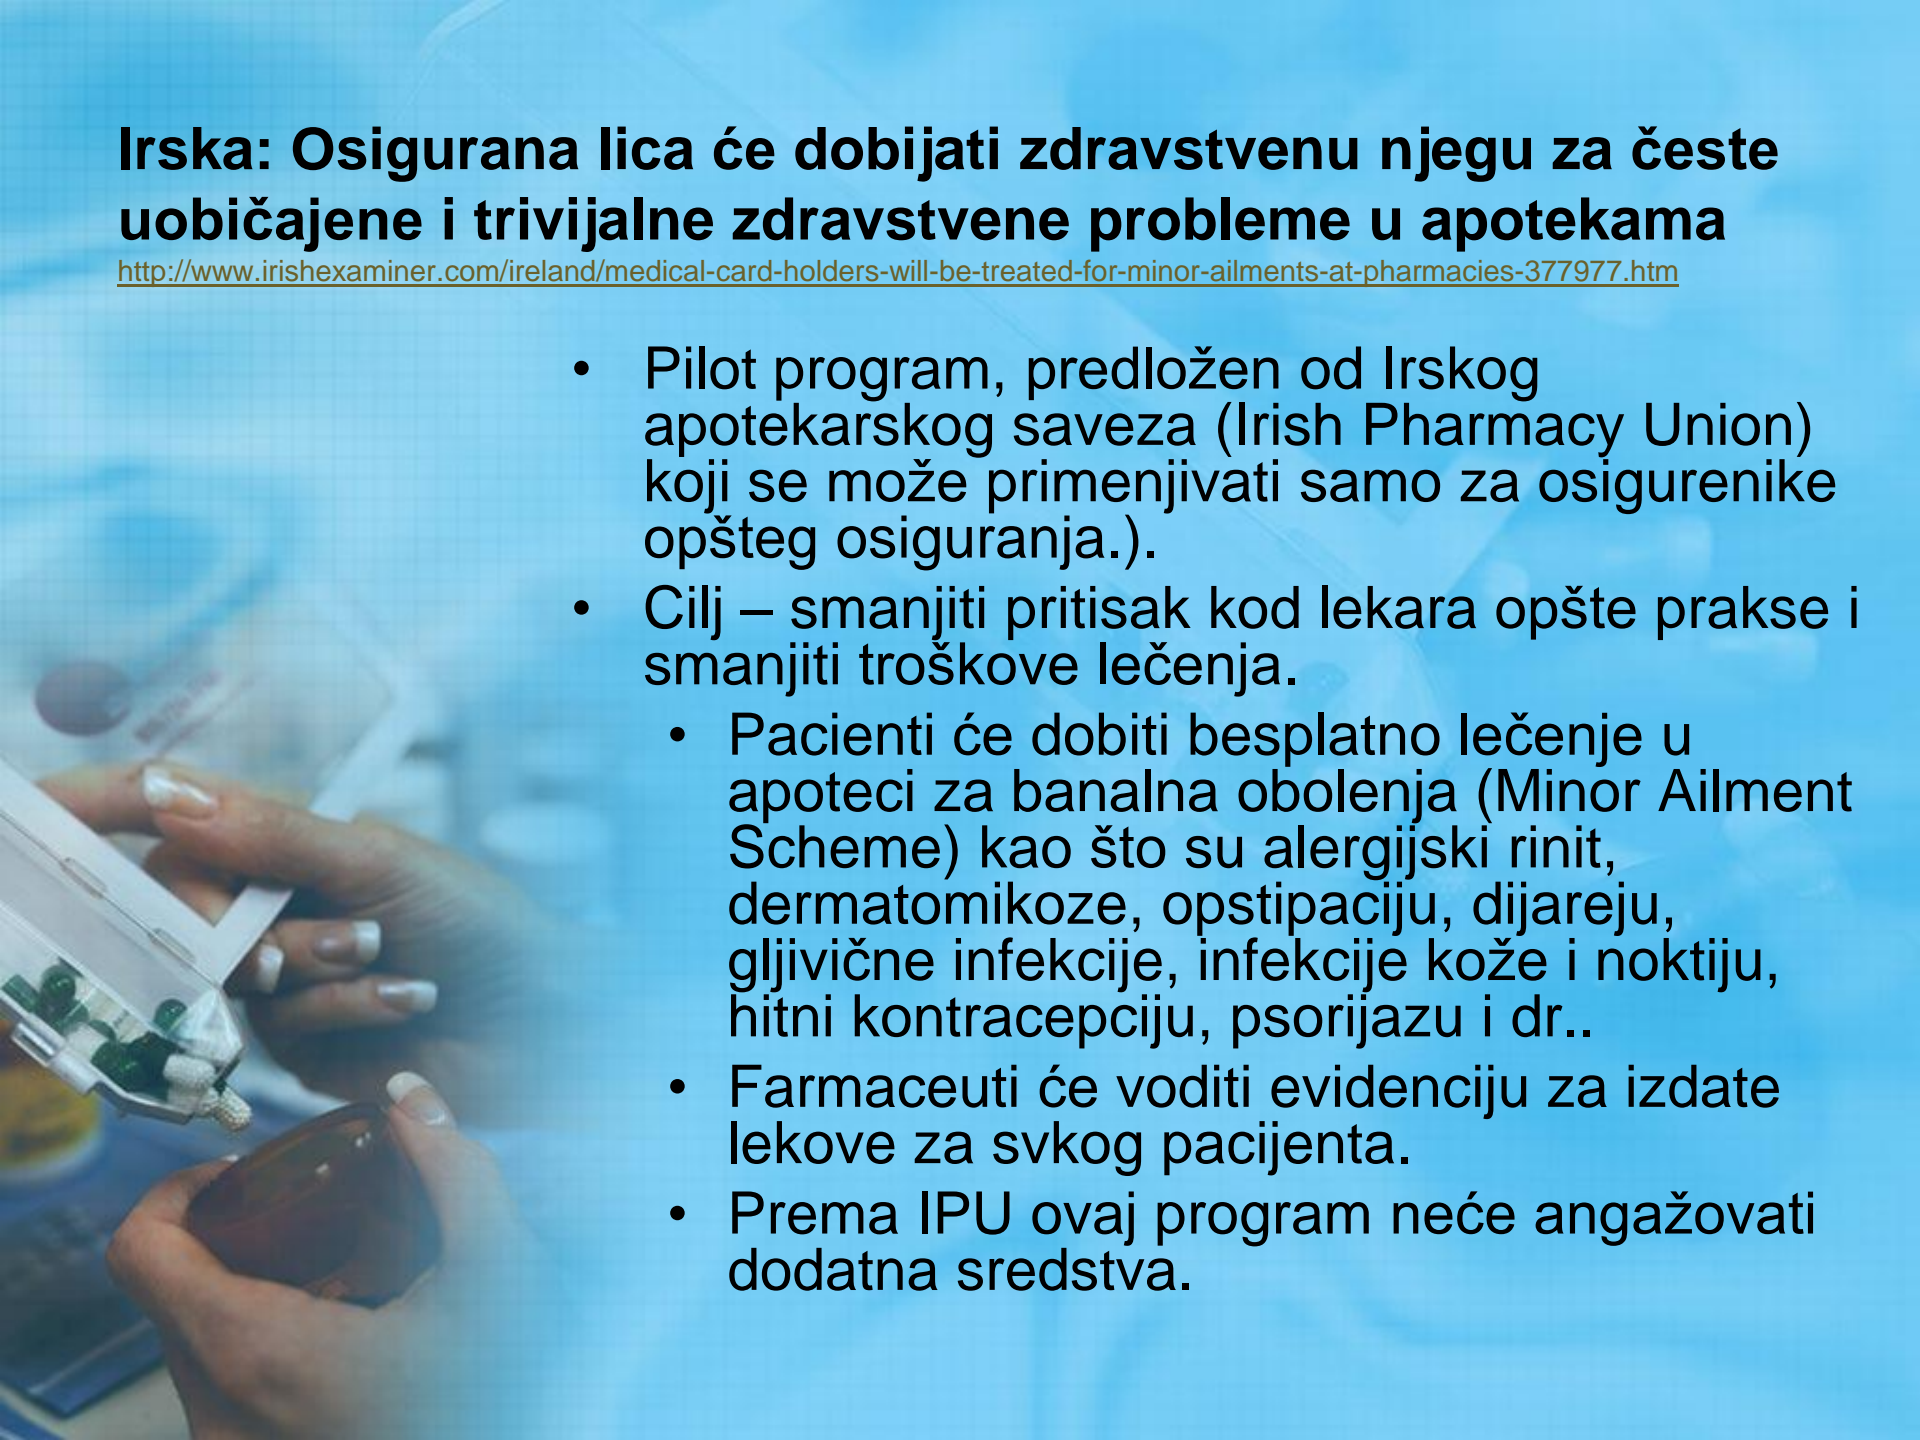 Irska: Osigurana lica će dobijati zdravstvenu njegu za česte
uobičajene i trivijalne zdravstvene probleme u apotekama
http://www.irishexaminer.com/ireland/medical-card-holders-will-be-treated-for-minor-ailments-at-pharmacies-377977.htm
• Pilot program, predložen od Irskog
apotekarskog saveza (Irish Pharmacy Union)
koji se može primenjivati samo za osigurenike
opšteg osiguranja.).
• Cilj – smanjiti pritisak kod lekara opšte prakse i
smanjiti troškove lečenja.
• Pacienti će dobiti besplatno lečenje u
apoteci za banalna obolenja (Minor Ailment
Scheme) kao što su alergijski rinit,
dermatomikoze, opstipaciju, dijareju,
gljivične infekcije, infekcije kože i noktiju,
hitni kontracepciju, psorijazu i dr..
• Farmaceuti će voditi evidenciju za izdate
lekove za svkog pacijenta.
• Prema IPU ovaj program neće angažovati
dodatna sredstva.